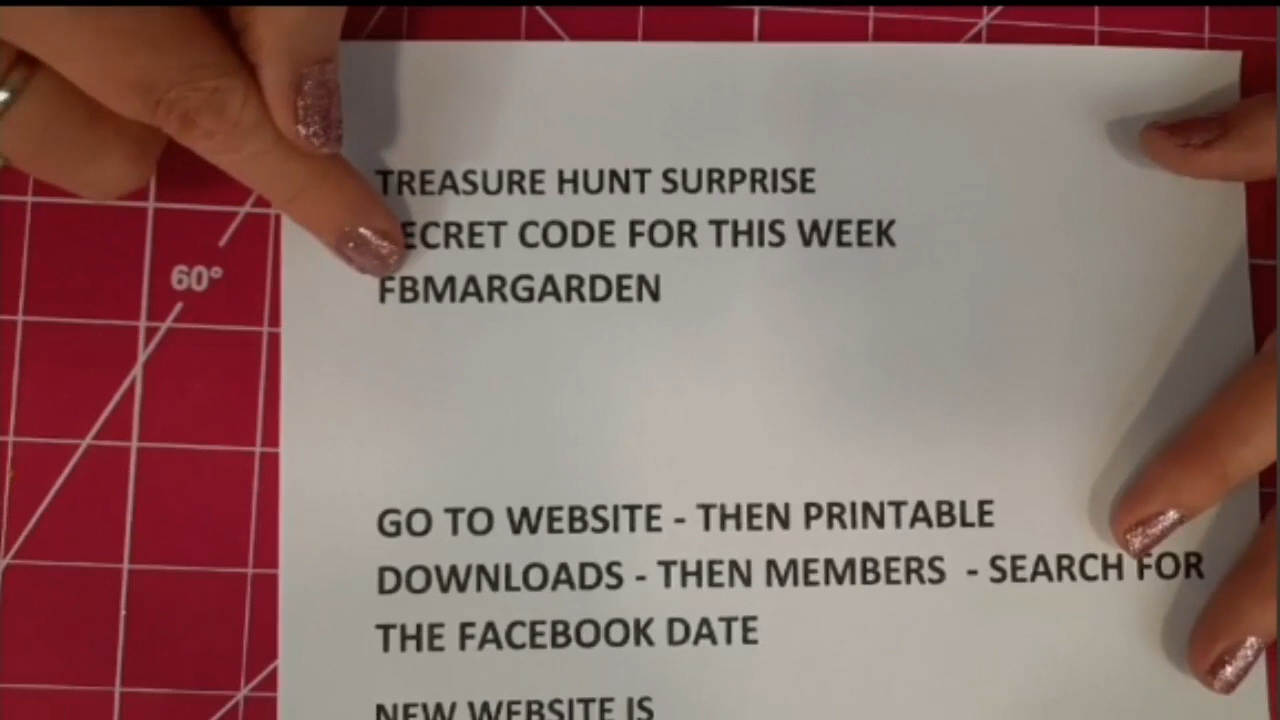 TREASURE HUNT SURPRISE
SECRET CODE FOR THIS WEEK
FBMARGARDEN
GO TO WEBSITE - THEN PRINTABLE
DOWNLOADS - THEN MEMBERS - SEARCH FOR
THE FACEBOOK DATE
NEW WEBSITE IS
60°